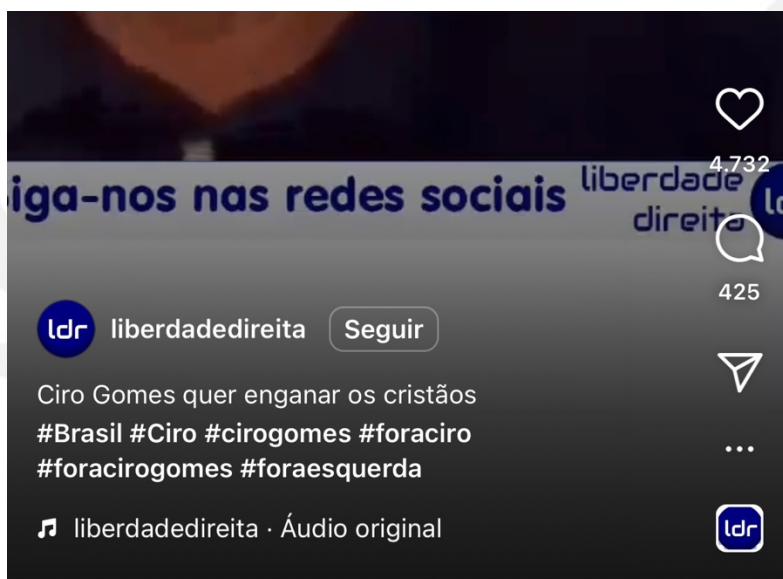 4.732
iga-nos nas redes sociais
liberdade
direita
425
ldr liberdadedireita Seguir
Ciro Gomes quer enganar os cristãos
#Brasil #Ciro #cirogomes #foraciro
#foracirogomes #foraesquerda
liberdadedireita · Áudio original
ldr